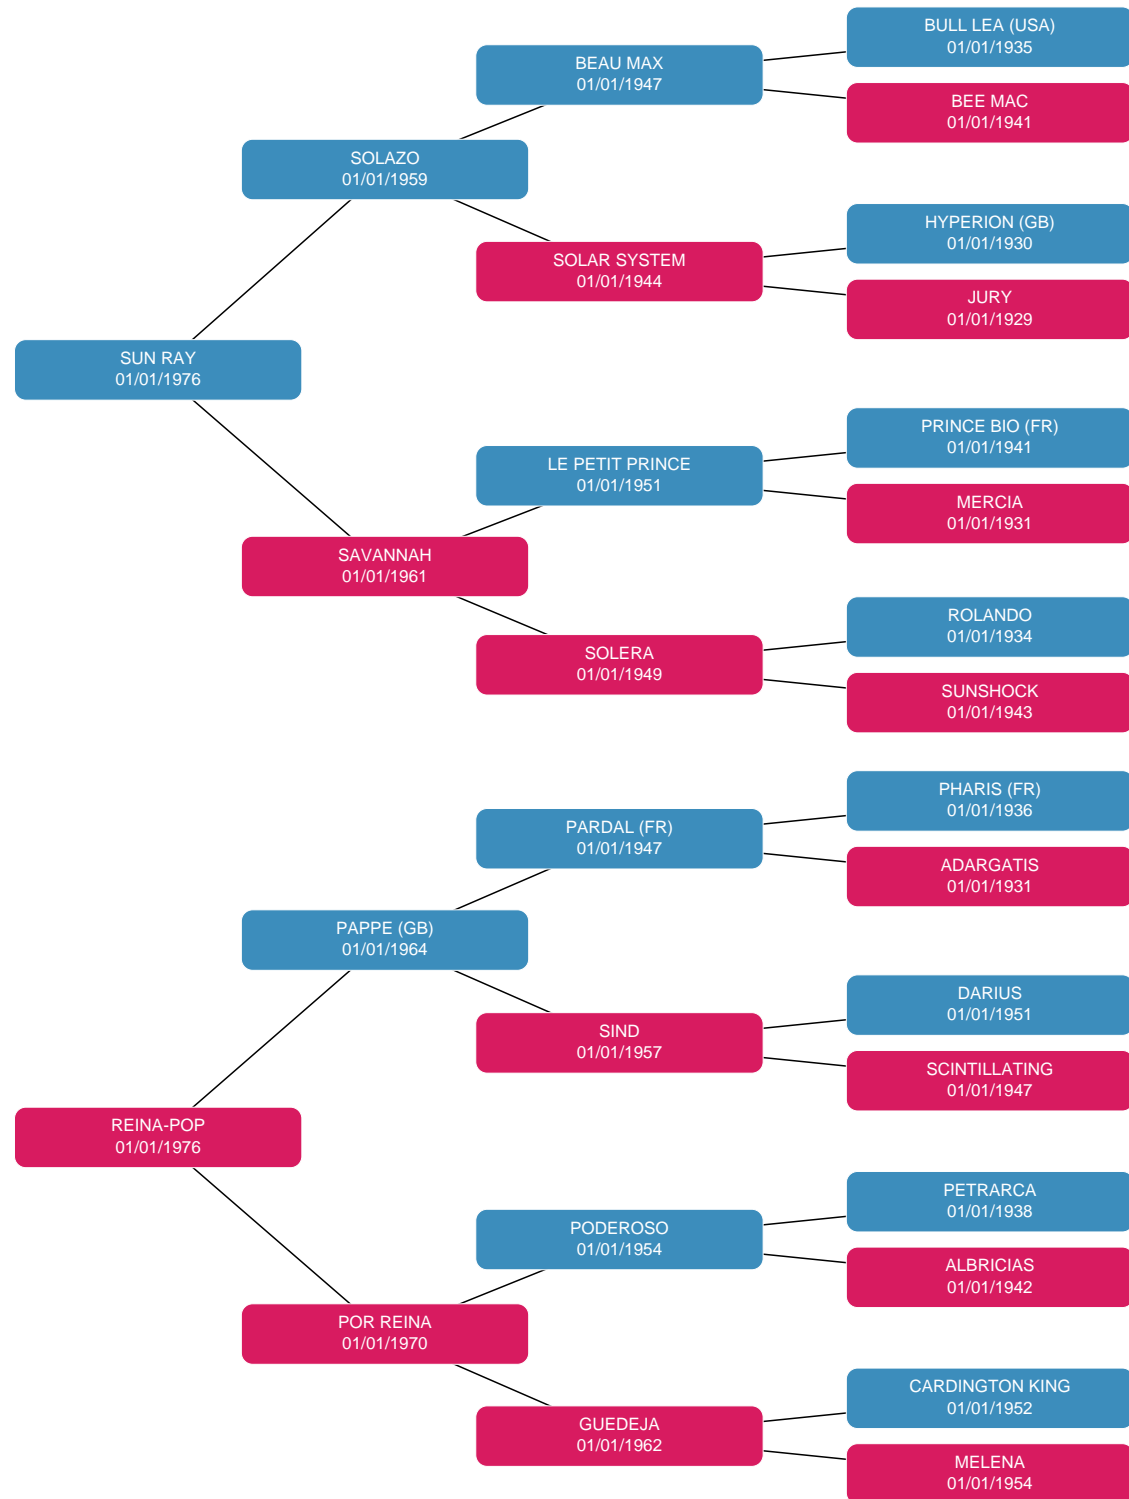 BULL LEA (USA)
01/01/1935
BEAU MAX
01/01/1947
BEE MAC
01/01/1941
SOLAZO
01/01/1959
HYPERION (GB)
01/01/1930
SOLAR SYSTEM
01/01/1944
JURY
01/01/1929
SUN RAY
01/01/1976
PRINCE BIO (FR)
01/01/1941
LE PETIT PRINCE
01/01/1951
MERCIA
01/01/1931
SAVANNAH
01/01/1961
ROLANDO
01/01/1934
SOLERA
01/01/1949
SUNSHOCK
01/01/1943
PHARIS (FR)
01/01/1936
PARDAL (FR)
01/01/1947
ADARGATIS
01/01/1931
PAPPE (GB)
01/01/1964
DARIUS
01/01/1951
SIND
01/01/1957
SCINTILLATING
01/01/1947
REINA-POP
01/01/1976
PETRARCA
01/01/1938
PODEROSO
01/01/1954
ALBRICIAS
01/01/1942
POR REINA
01/01/1970
CARDINGTON KING
01/01/1952
GUEDEJA
01/01/1962
MELENA
01/01/1954